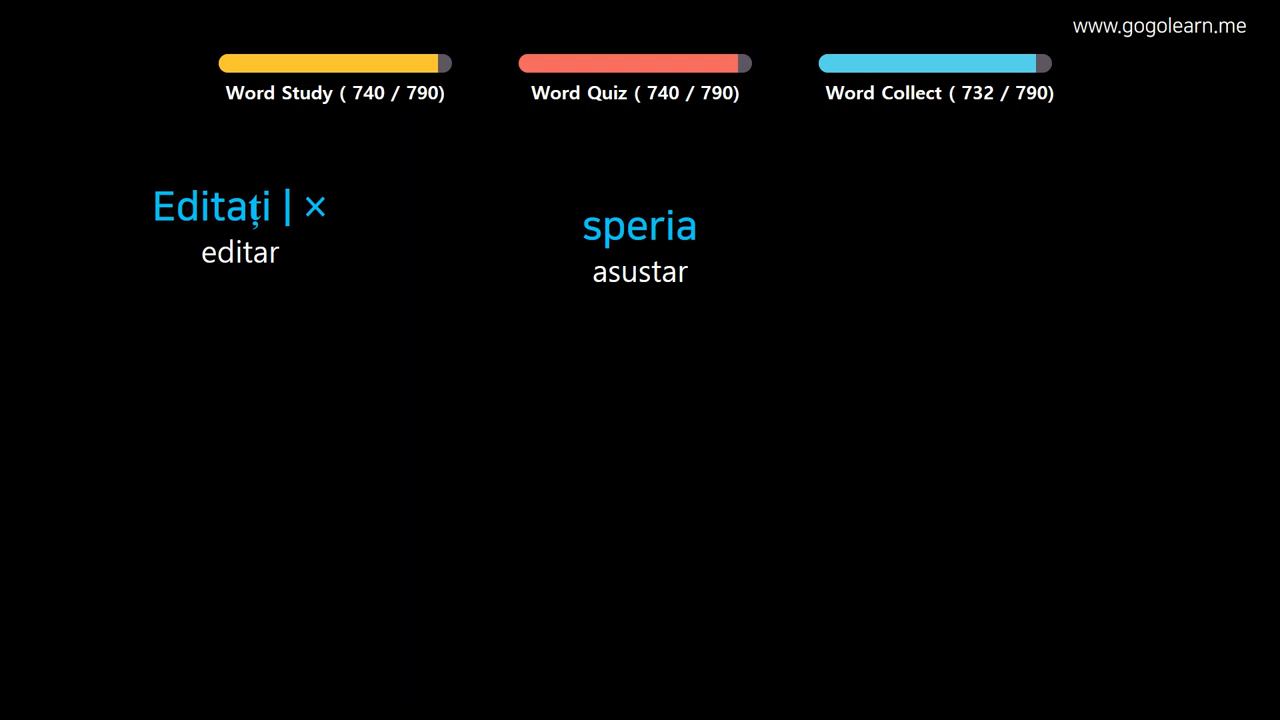 www.gogolearn.me
Word Study ( 740 / 790)
Word Quiz ( 740 / 790)
Word Collect ( 732 / 790)
Editați | ×
editar
speria
asustar